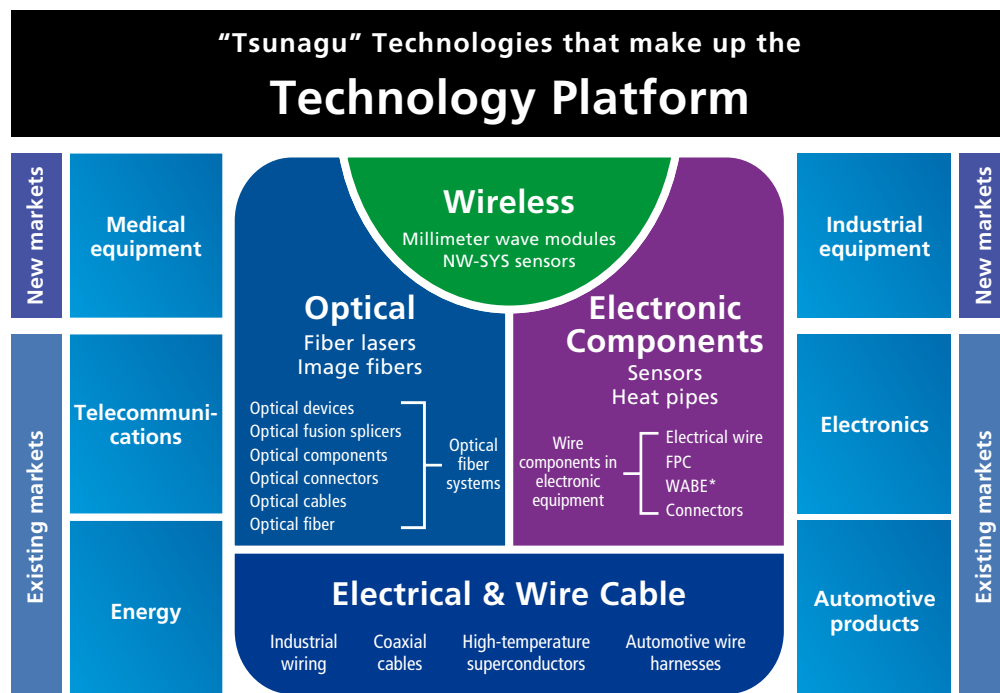 “Tsunagu” Technologies that make up the
Technology Platform
New markets
Medical
equipment
Existing markets
Telecommuni-
cations
Energy
Wireless
Millimeter wave modules
NW-SYS sensors
Optical
Fiber lasers
Image fibers
Optical devices
Optical fusion splicers
Optical components
Optical connectors
Optical cables
Optical fiber
Optical
fiber
systems
Electronic
Components
Sensors
Heat pipes
Wire
components in
electronic
equipment
Electrical wire
FPC
WABE*
Connectors
Electrical & Wire Cable
Industrial
wiring
Coaxial
cables
High-temperature
superconductors
Automotive wire
harnesses
Industrial
equipment
New markets
Electronics
Automotive
products
Existing markets